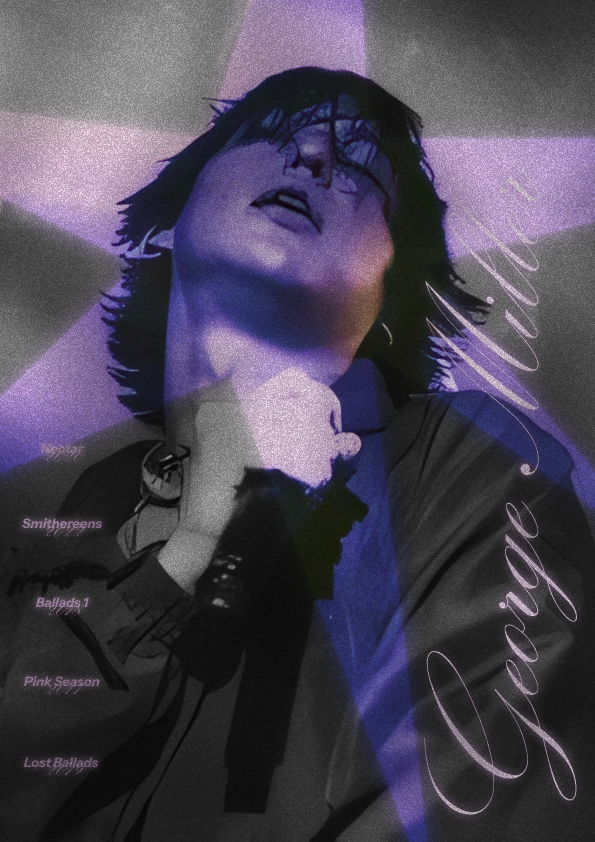 Nectar
Smithereens
Ballads 1
Pink Season
Lost Ballads
George Miller